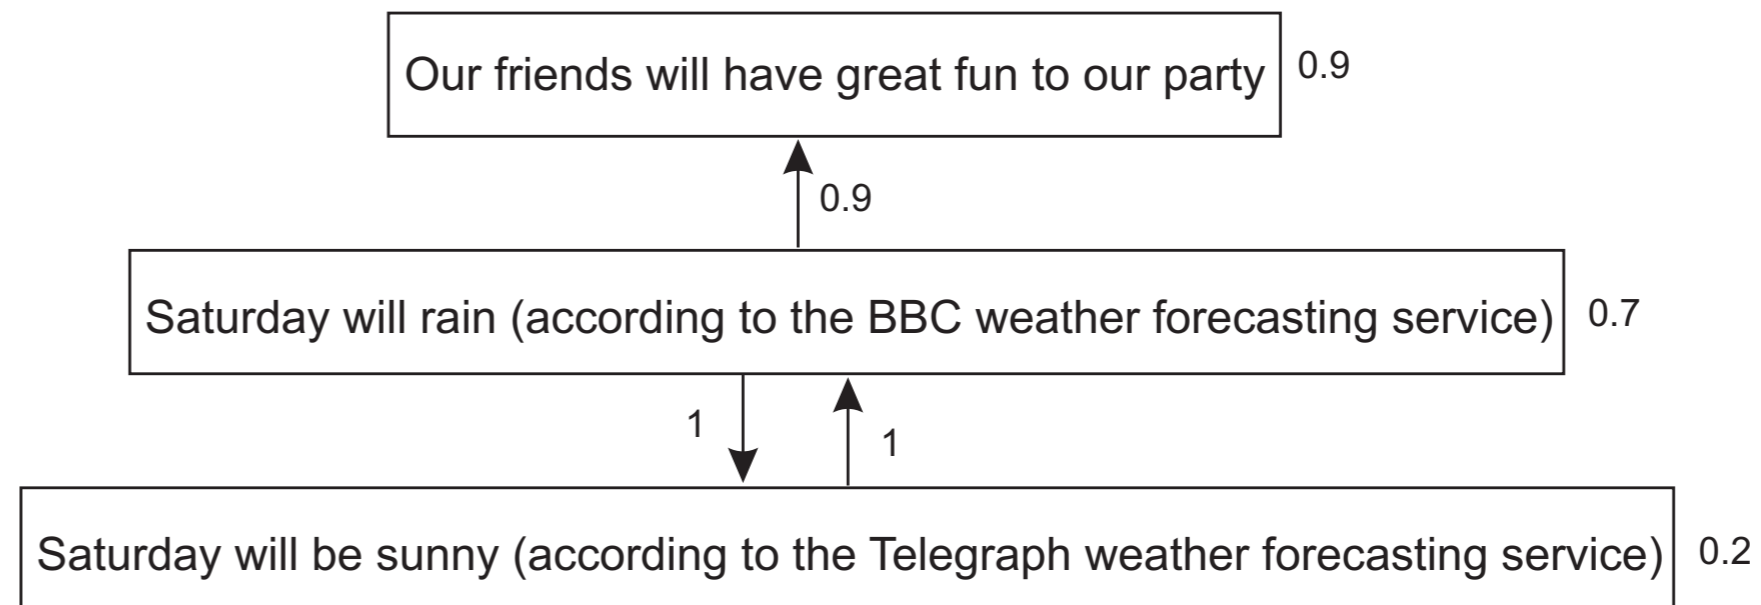 Our friends will have great fun to our party 0.9
0.9
Saturday will rain (according to the BBC weather forecasting service) 0.7
1
1
Saturday will be sunny (according to the Telegraph weather forecasting service) 0.2